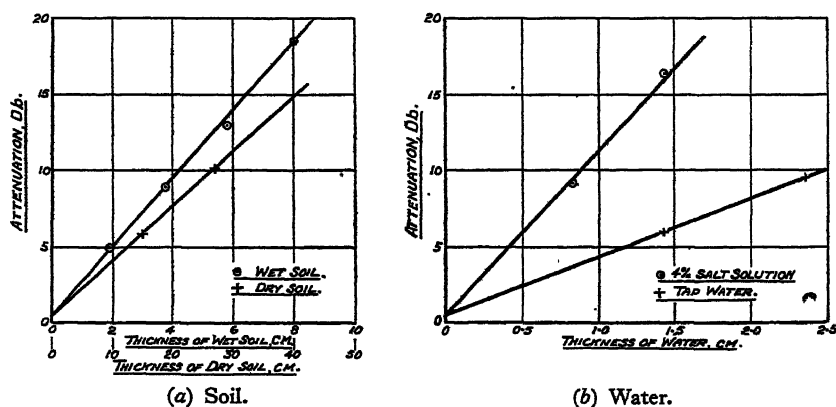 20
15
10
5
0
ATTENUATION, Db.
WET SOIL.
DRY SOIL.
2 4 6 8 10
THICKNESS OF WET SOIL, CM.
0 10 20 30 40 50
THICKNESS OF DRY SOIL, CM.
(a) Soil.
20
15
10
5
0
ATTENUATION, Db.
4% SALT SOLUTION
TAP WATER.
0 0·5 1·0 1·5 2·0 2·5
THICKNESS OF WATER, CM.
(b) Water.